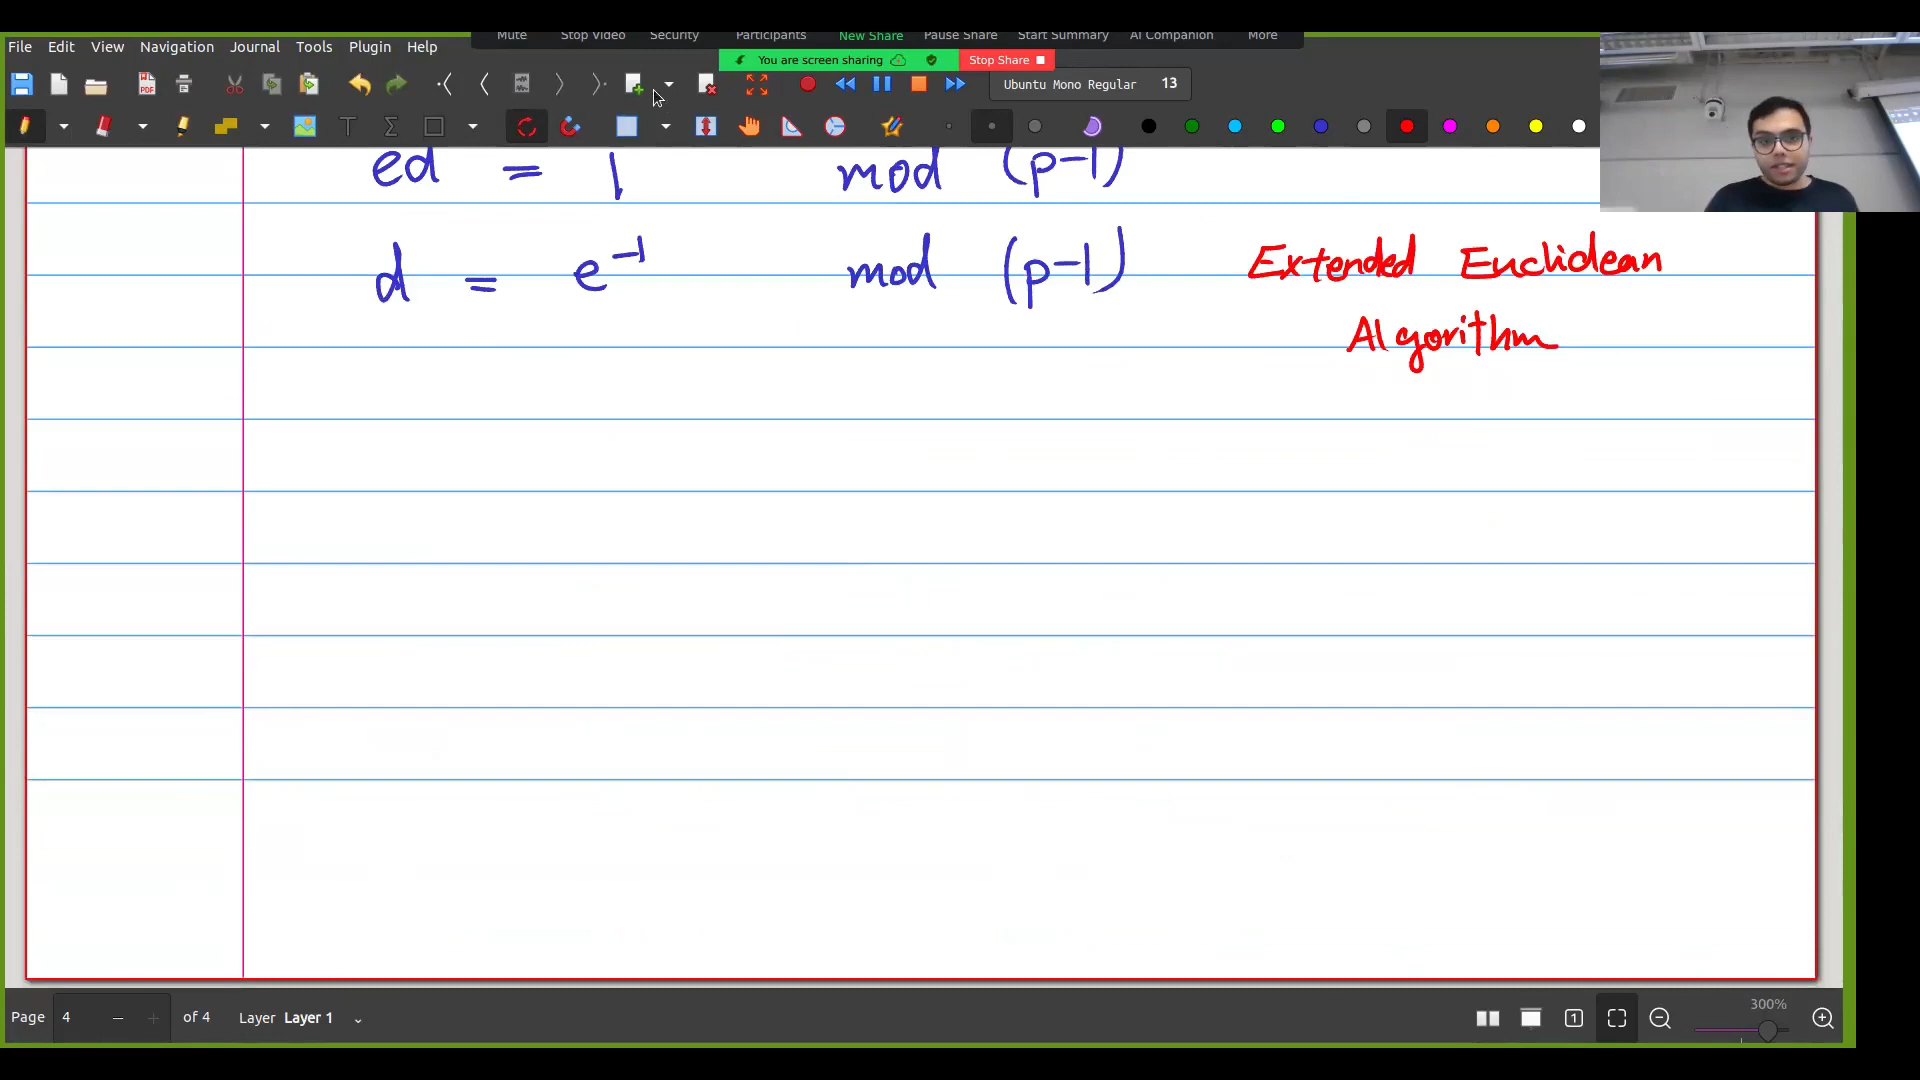 Mute Stop Video Security Participants New Share Pause Share Start Summary AI Companion More
File Edit View Navigation Journal Tools Plugin Help
You are screen sharing Stop Share
Ubuntu Mono Regular 13
ed = 1 mod (p-1)
d = e⁻¹ mod (p-1) Extended Euclidean
Algorithm
Page 4 of 4 Layer Layer 1 300%